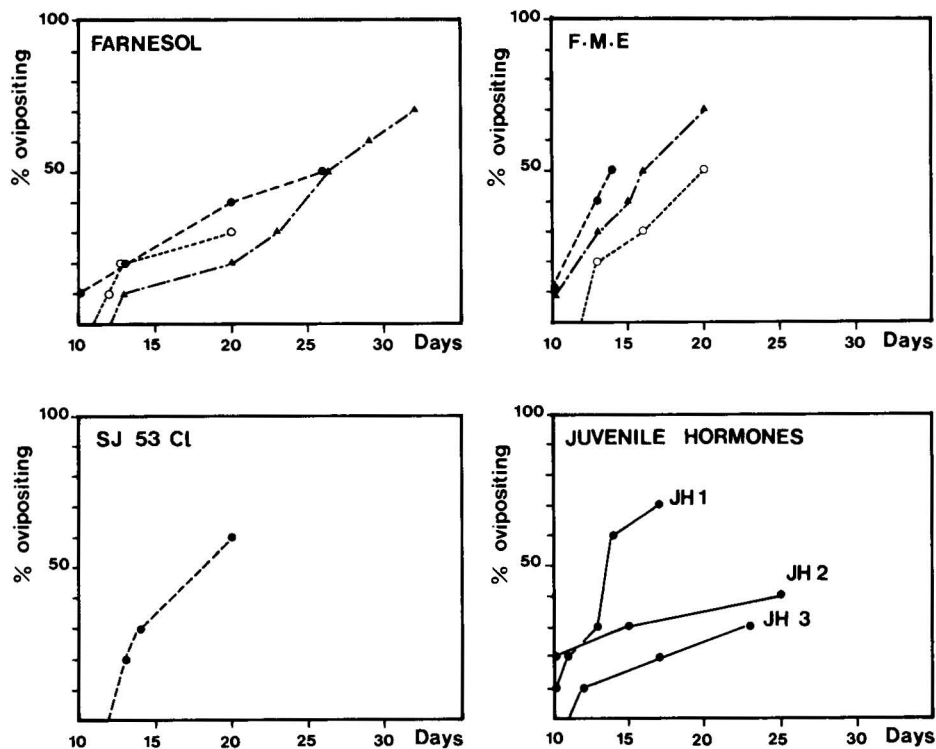 100
FARNESOL
% ovipositing
50
10 15 20 25 30 Days
100
F·M·E
% ovipositing
50
10 15 20 25 30 Days
100
SJ 53 Cl
% ovipositing
50
10 15 20 25 30 Days
100
JUVENILE HORMONES
% ovipositing
50
JH 1
JH 2
JH 3
10 15 20 25 30 Days